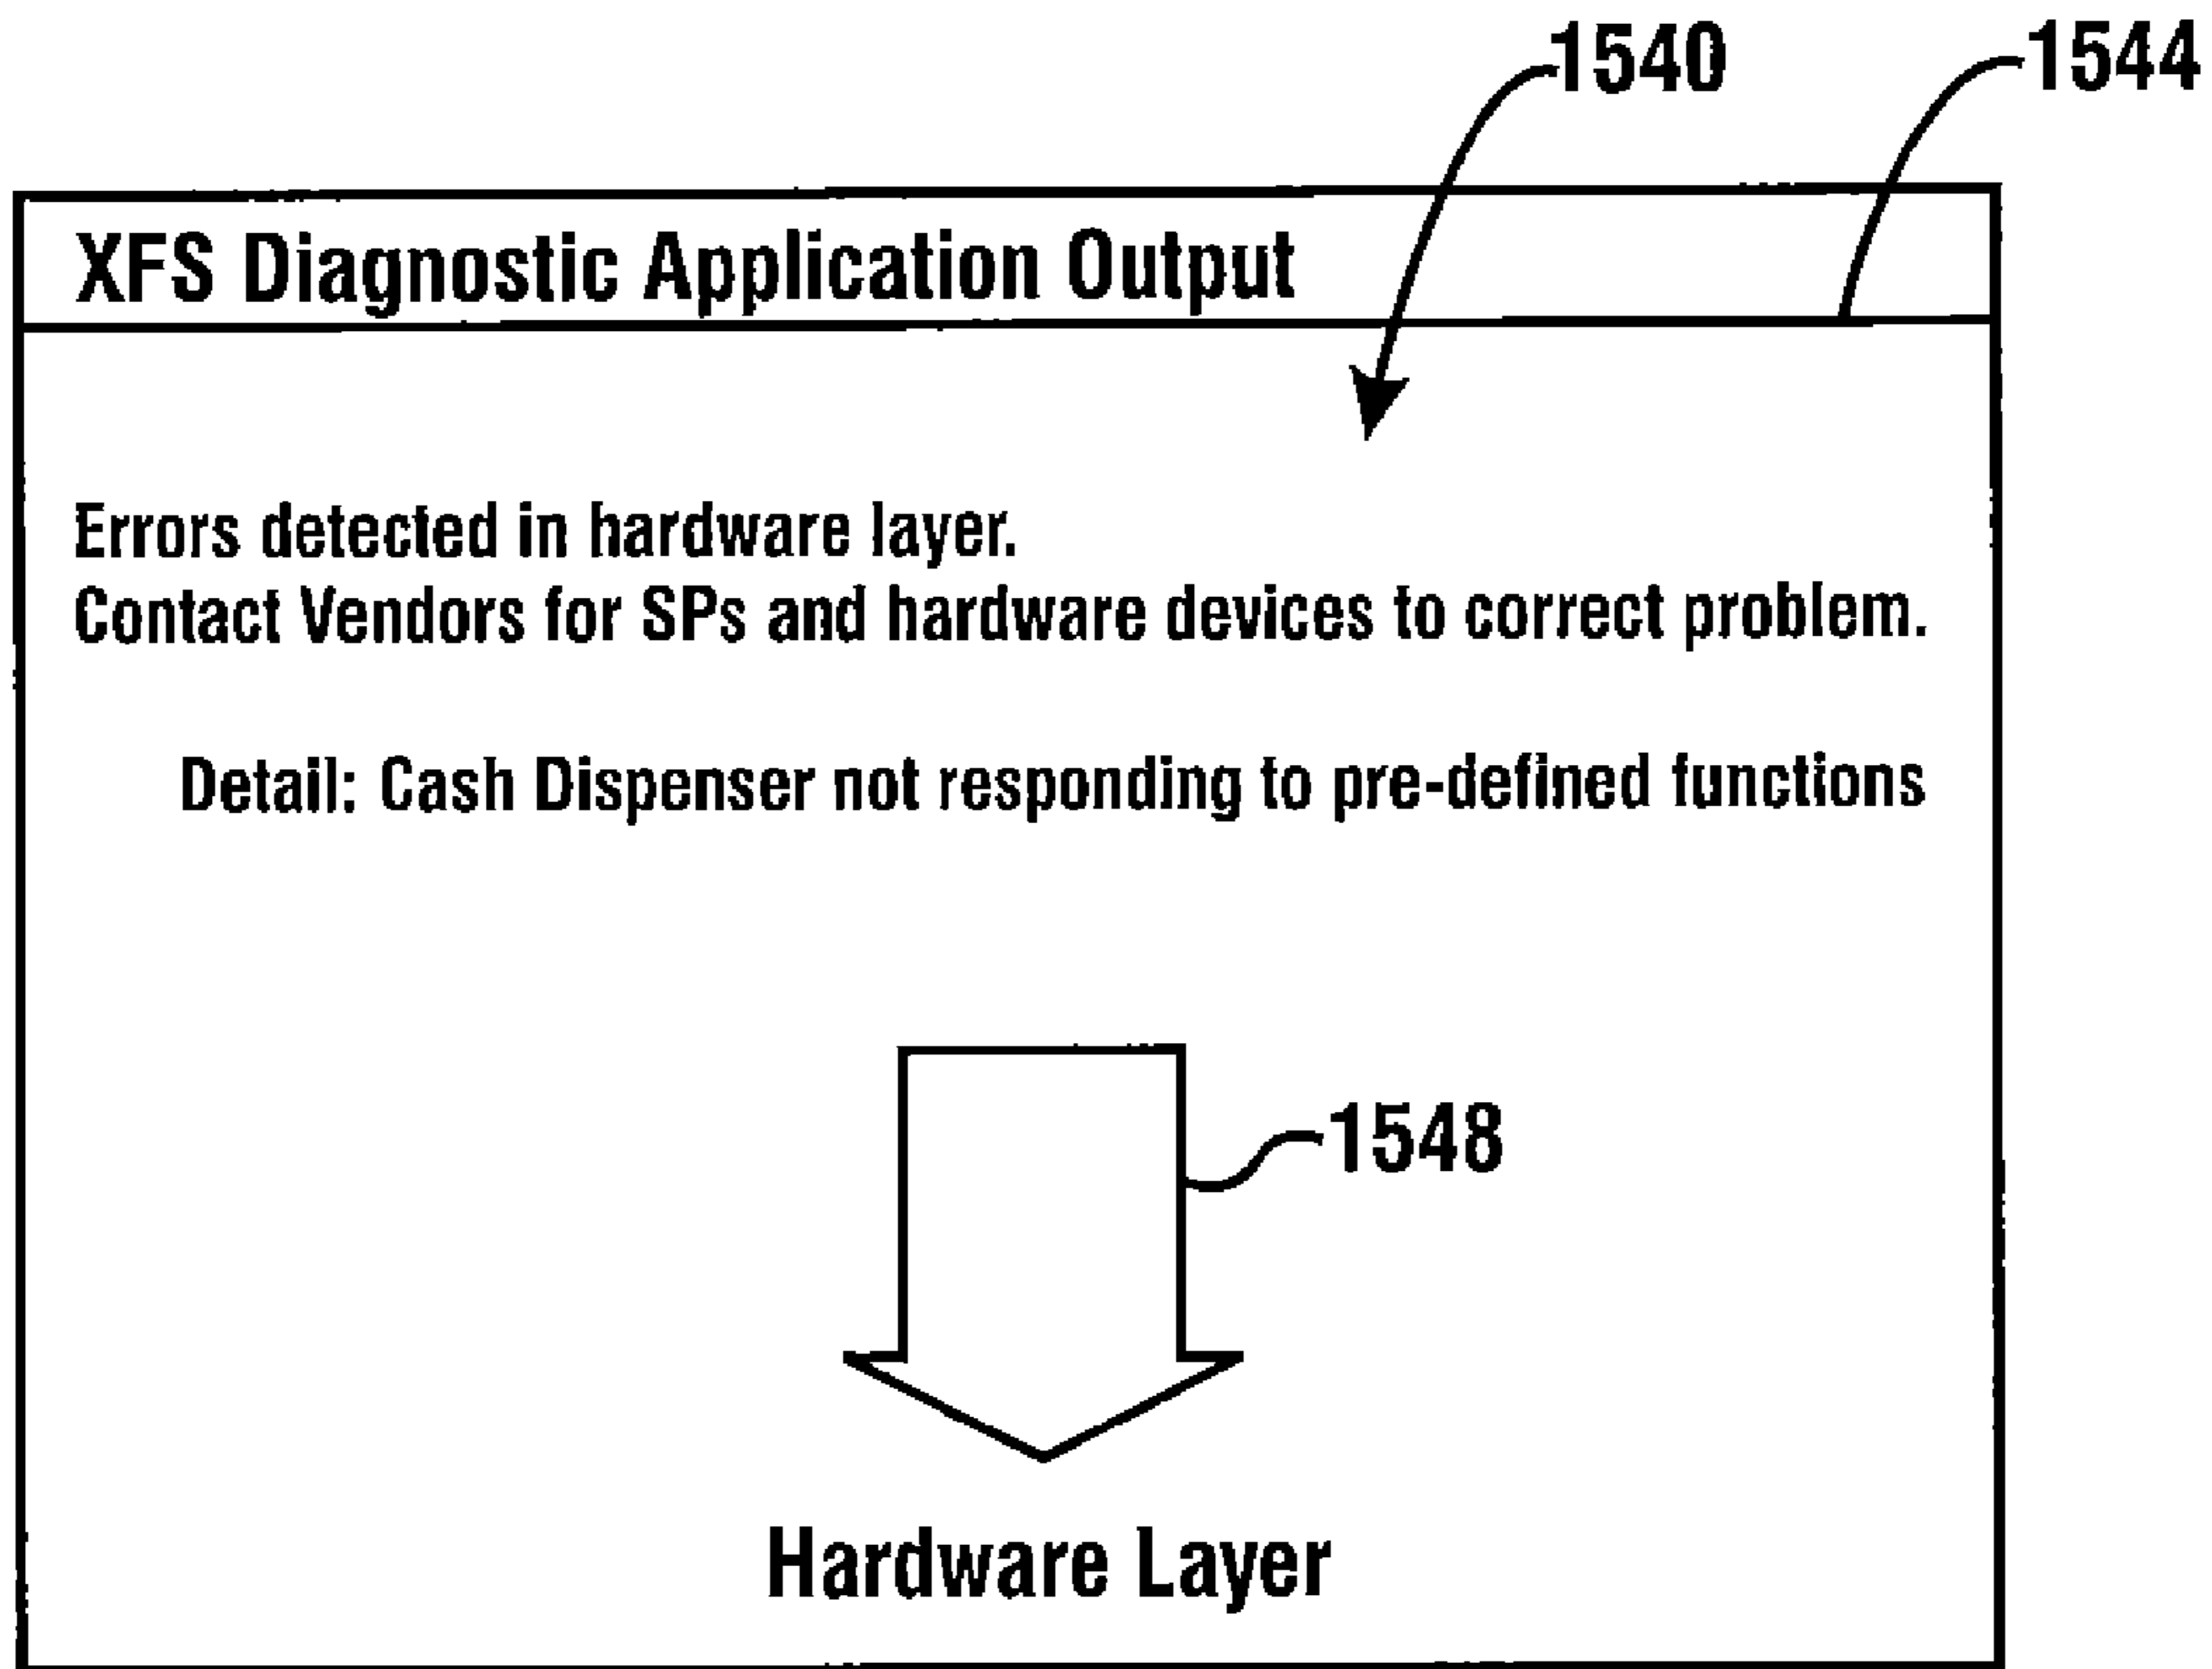 1540
1544
XFS Diagnostic Application Output
Errors detected in hardware layer.
Contact Vendors for SPs and hardware devices to correct problem.
Detail: Cash Dispenser not responding to pre-defined functions
1548
Hardware Layer